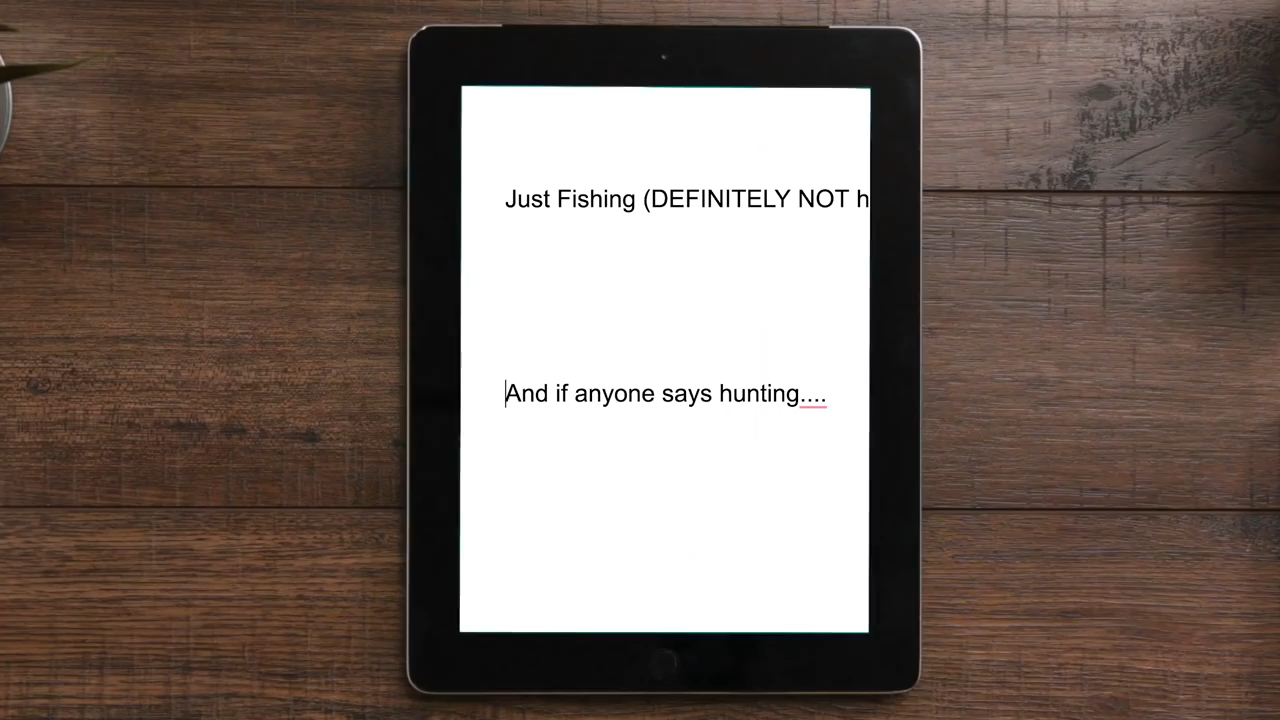 Just Fishing (DEFINITELY NOT h
And if anyone says hunting....